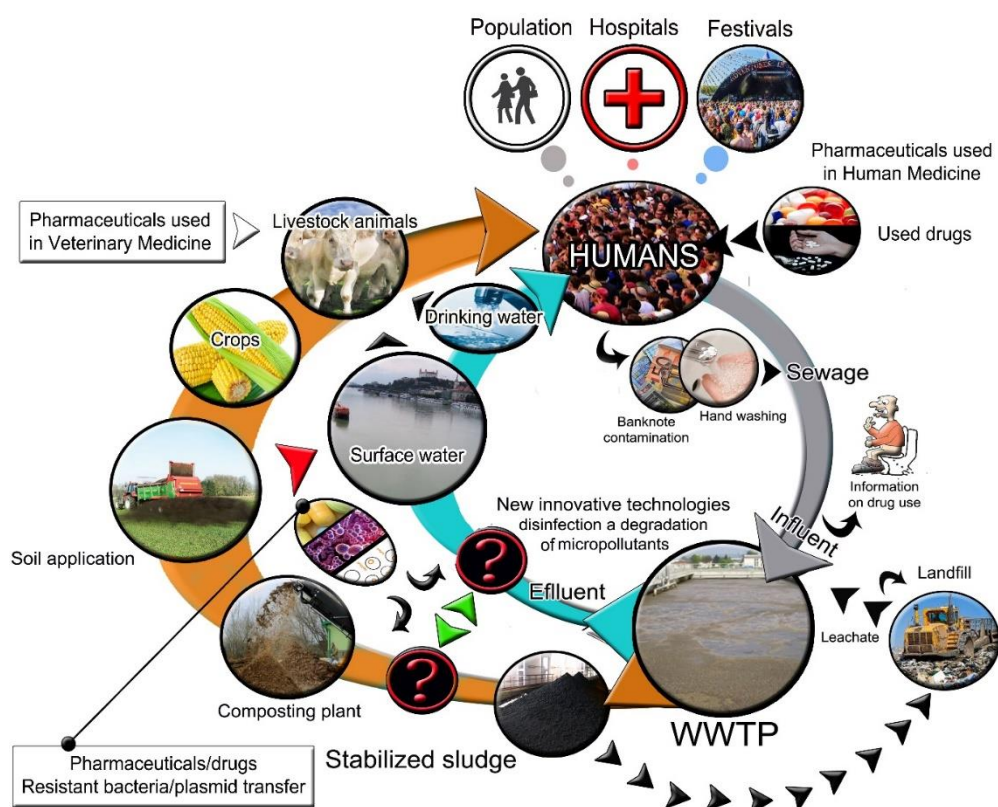 Population
Hospitals
Festivals
Pharmaceuticals used
in Human Medicine
Used drugs
Pharmaceuticals used
in Veterinary Medicine
Livestock animals
HUMANS
Drinking water
Crops
Sewage
Banknote
contamination
Hand washing
Surface water
Information
on drug use
New innovative technologies
disinfection a degradation
of micropollutants
Influent
Soil application
Eflluent
Landfill
Leachate
Composting plant
WWTP
Stabilized sludge
Pharmaceuticals/drugs
Resistant bacteria/plasmid transfer
?
?
50